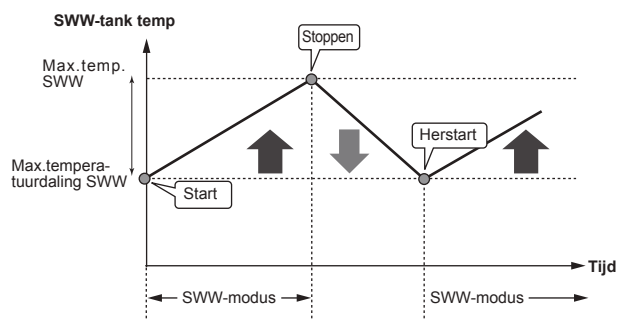 SWW-tank temp
Stoppen
Max.temp.
SWW
Herstart
Max.tempera-
tuurdaling SWW
Start
Tijd
SWW-modus
SWW-modus